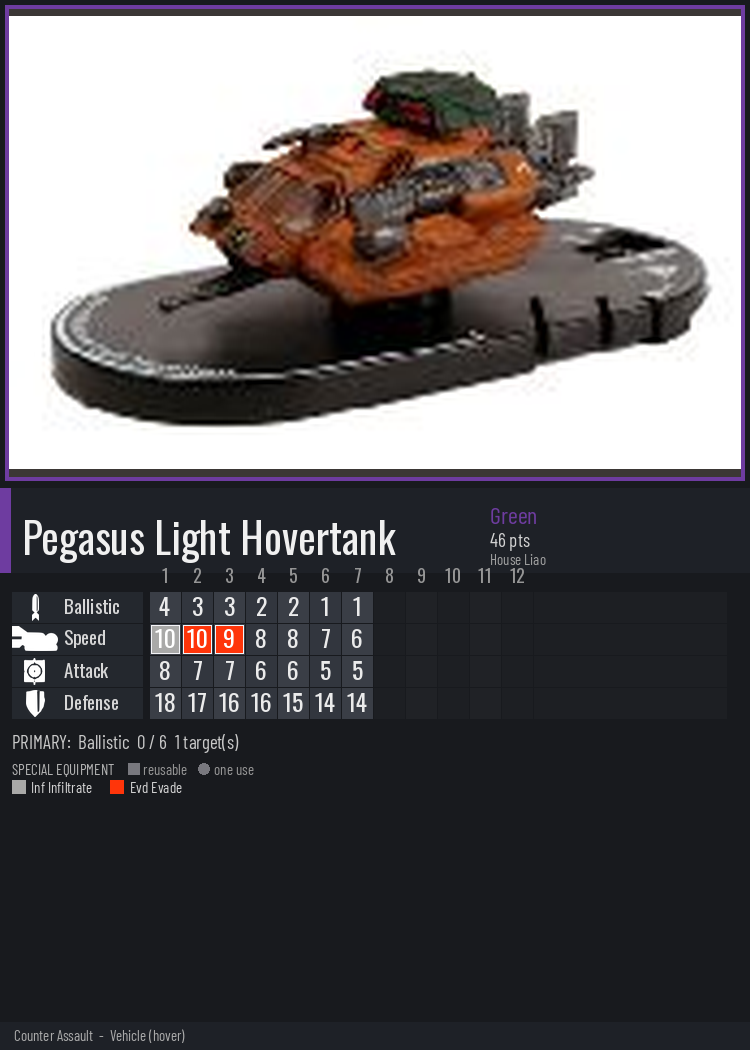 Pegasus Light Hovertank
Green
46 pts
House Liao
1 2 3 4 5 6 7 8 9 10 11 12
Ballistic 4 3 3 2 2 1 1
Speed 10 10 9 8 8 7 6
Attack 8 7 7 6 6 5 5
Defense 18 17 16 16 15 14 14
PRIMARY: Ballistic 0 / 6 1 target(s)
SPECIAL EQUIPMENT reusable one use
Inf Infiltrate Evd Evade
Counter Assault - Vehicle (hover)